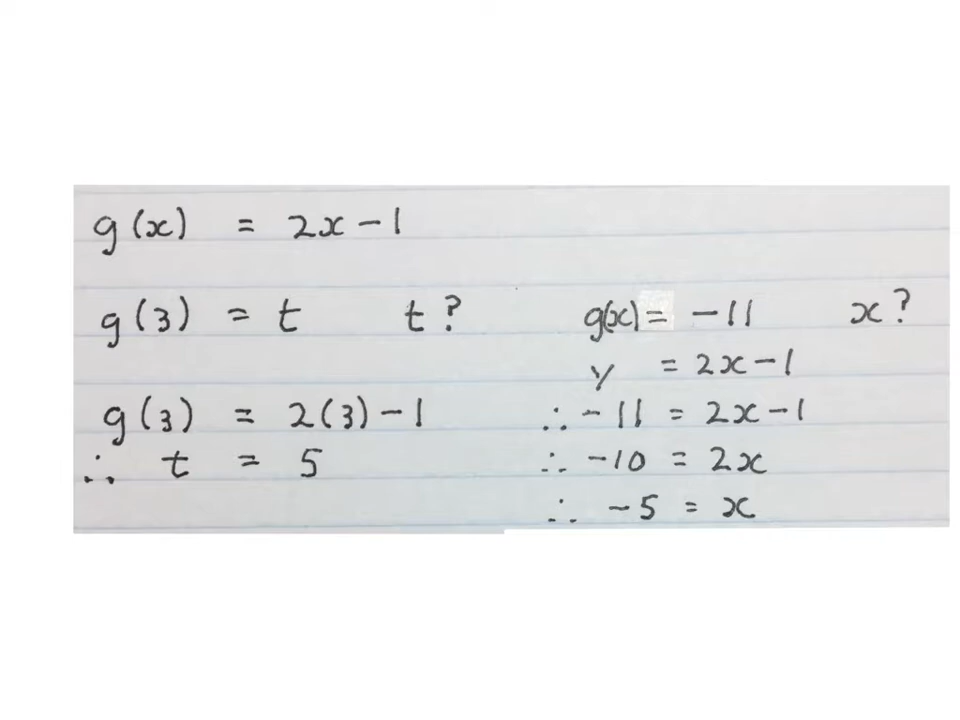 g(x) = 2x-1
g(3) = t t?
g(3) = 2(3)-1
∴ t = 5
g(x) = -11 x?
y = 2x-1
∴ -11 = 2x-1
∴ -10 = 2x
∴ -5 = x